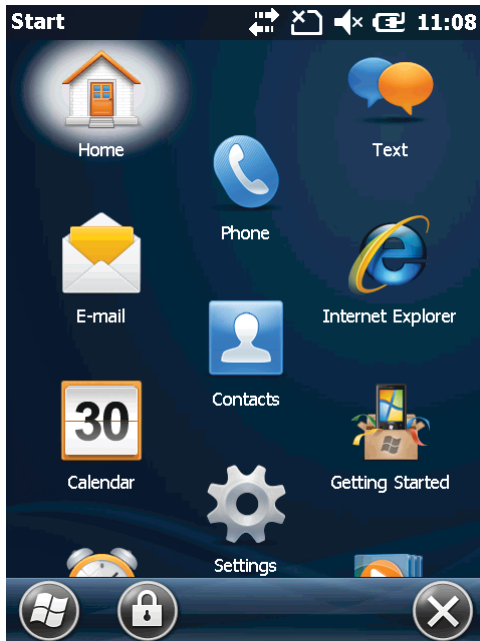 Start 11:08
Home
Text
Phone
E-mail
Internet Explorer
Contacts
30
Calendar
Getting Started
Settings